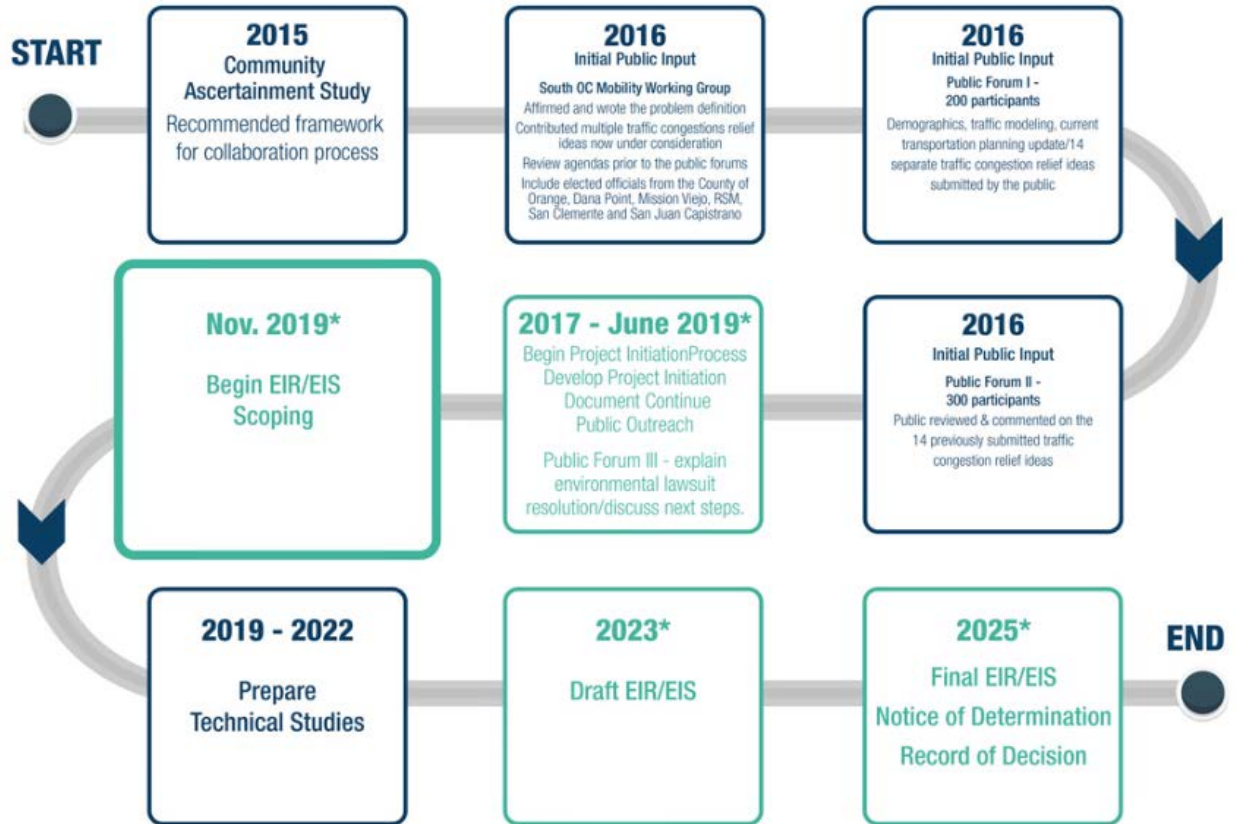 START
2015
Community
Ascertainment Study
Recommended framework
for collaboration process
2016
Initial Public Input
South OC Mobility Working Group
Affirmed and wrote the problem definition
Contributed multiple traffic congestions relief
ideas now under consideration
Review agendas prior to the public forums
Include elected officials from the County of
Orange, Dana Point, Mission Viejo, RSM,
San Clemente and San Juan Capistrano
2016
Initial Public Input
Public Forum I -
200 participants
Demographics, traffic modeling, current
transportation planning update/14
separate traffic congestion relief ideas
submitted by the public
2016
Initial Public Input
Public Forum II -
300 participants
Public reviewed & commented on the
14 previously submitted traffic
congestion relief ideas
2017 - June 2019*
Begin Project InitiationProcess
Develop Project Initiation
Document Continue
Public Outreach
Public Forum III - explain
environmental lawsuit
resolution/discuss next steps.
Nov. 2019*
Begin EIR/EIS
Scoping
2019 - 2022
Prepare
Technical Studies
2023*
Draft EIR/EIS
2025*
Final EIR/EIS
Notice of Determination
Record of Decision
END